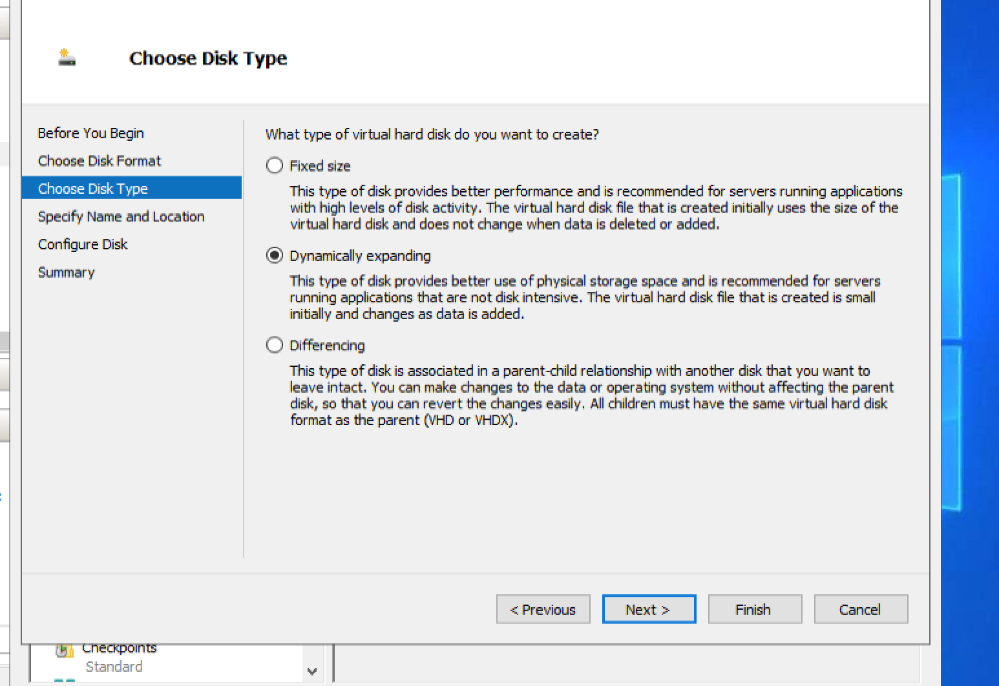 Choose Disk Type
Before You Begin
Choose Disk Format
Choose Disk Type
Specify Name and Location
Configure Disk
Summary
What type of virtual hard disk do you want to create?
Fixed size
This type of disk provides better performance and is recommended for servers running applications
with high levels of disk activity. The virtual hard disk file that is created initially uses the size of the
virtual hard disk and does not change when data is deleted or added.
Dynamically expanding
This type of disk provides better use of physical storage space and is recommended for servers
running applications that are not disk intensive. The virtual hard disk file that is created is small
initially and changes as data is added.
Differencing
This type of disk is associated in a parent-child relationship with another disk that you want to
leave intact. You can make changes to the data or operating system without affecting the parent
disk, so that you can revert the changes easily. All children must have the same virtual hard disk
format as the parent (VHD or VHDX).
< Previous
Next >
Finish
Cancel
Checkpoints
Standard